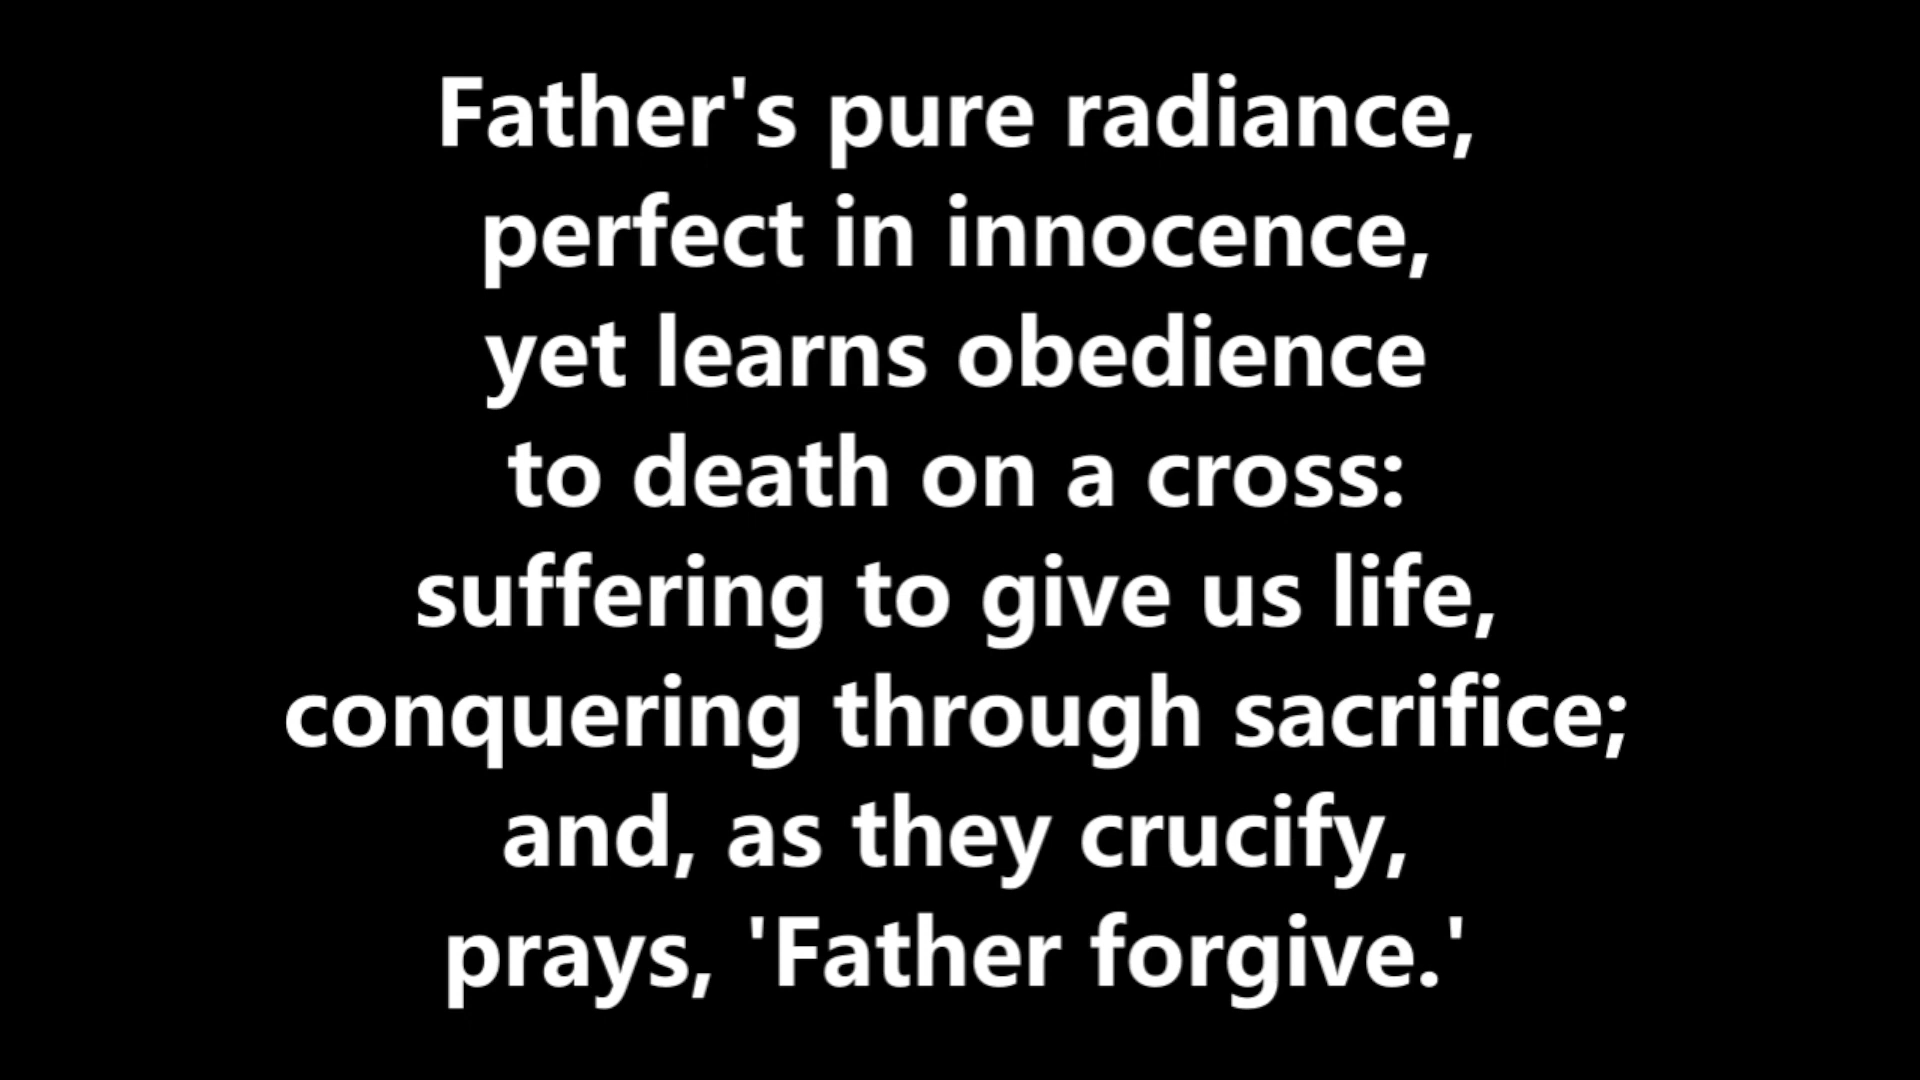 Father's pure radiance,
perfect in innocence,
yet learns obedience
to death on a cross:
suffering to give us life,
conquering through sacrifice;
and, as they crucify,
prays, 'Father forgive.'